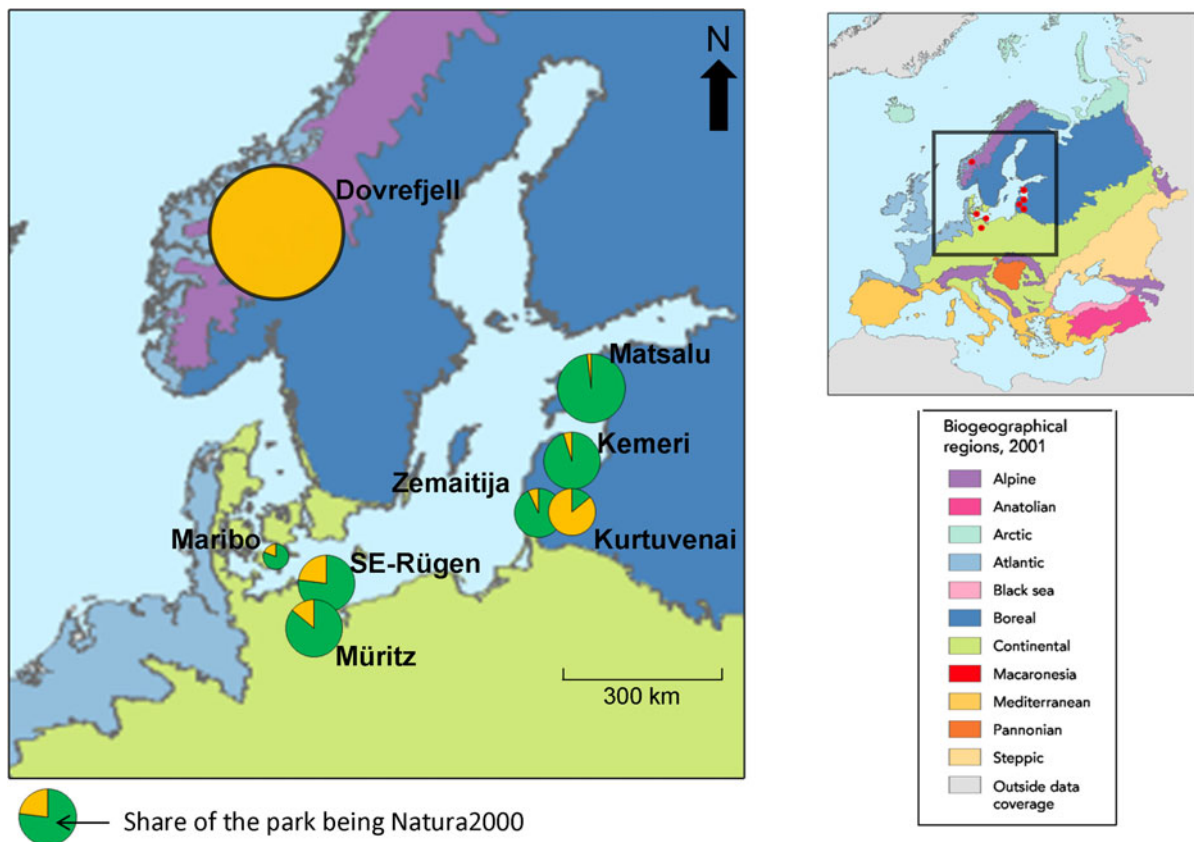 N
Dovrefjell
Matsalu
Kemeri
Zemaitija
Kurtuvenai
Maribo
SE-Rügen
Müritz
300 km
Share of the park being Natura2000
Biogeographical
regions, 2001
Alpine
Anatolian
Arctic
Atlantic
Black sea
Boreal
Continental
Macaronesia
Mediterranean
Pannonian
Steppic
Outside data
coverage